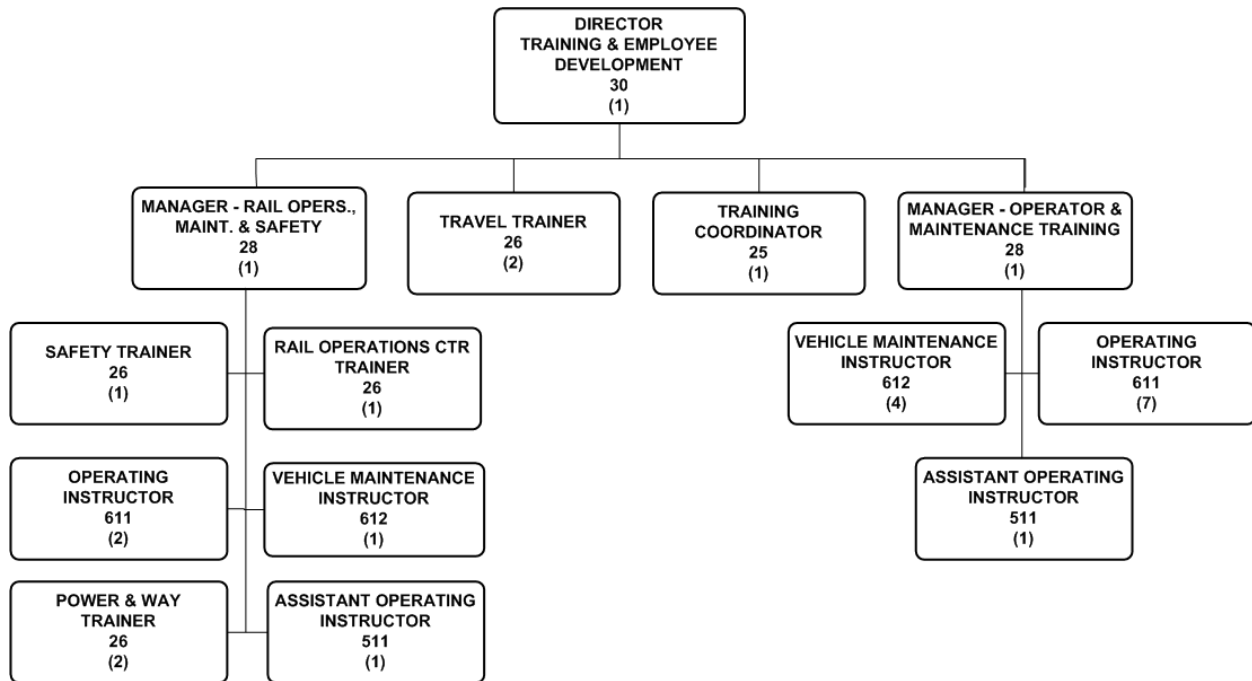 DIRECTOR
TRAINING & EMPLOYEE
DEVELOPMENT
30
(1)
MANAGER - RAIL OPERS.,
MAINT. & SAFETY
28
(1)
TRAVEL TRAINER
26
(2)
TRAINING
COORDINATOR
25
(1)
MANAGER - OPERATOR &
MAINTENANCE TRAINING
28
(1)
SAFETY TRAINER
26
(1)
RAIL OPERATIONS CTR
TRAINER
26
(1)
VEHICLE MAINTENANCE
INSTRUCTOR
612
(4)
OPERATING
INSTRUCTOR
611
(7)
OPERATING
INSTRUCTOR
611
(2)
VEHICLE MAINTENANCE
INSTRUCTOR
612
(1)
ASSISTANT OPERATING
INSTRUCTOR
511
(1)
POWER & WAY
TRAINER
26
(2)
ASSISTANT OPERATING
INSTRUCTOR
511
(1)